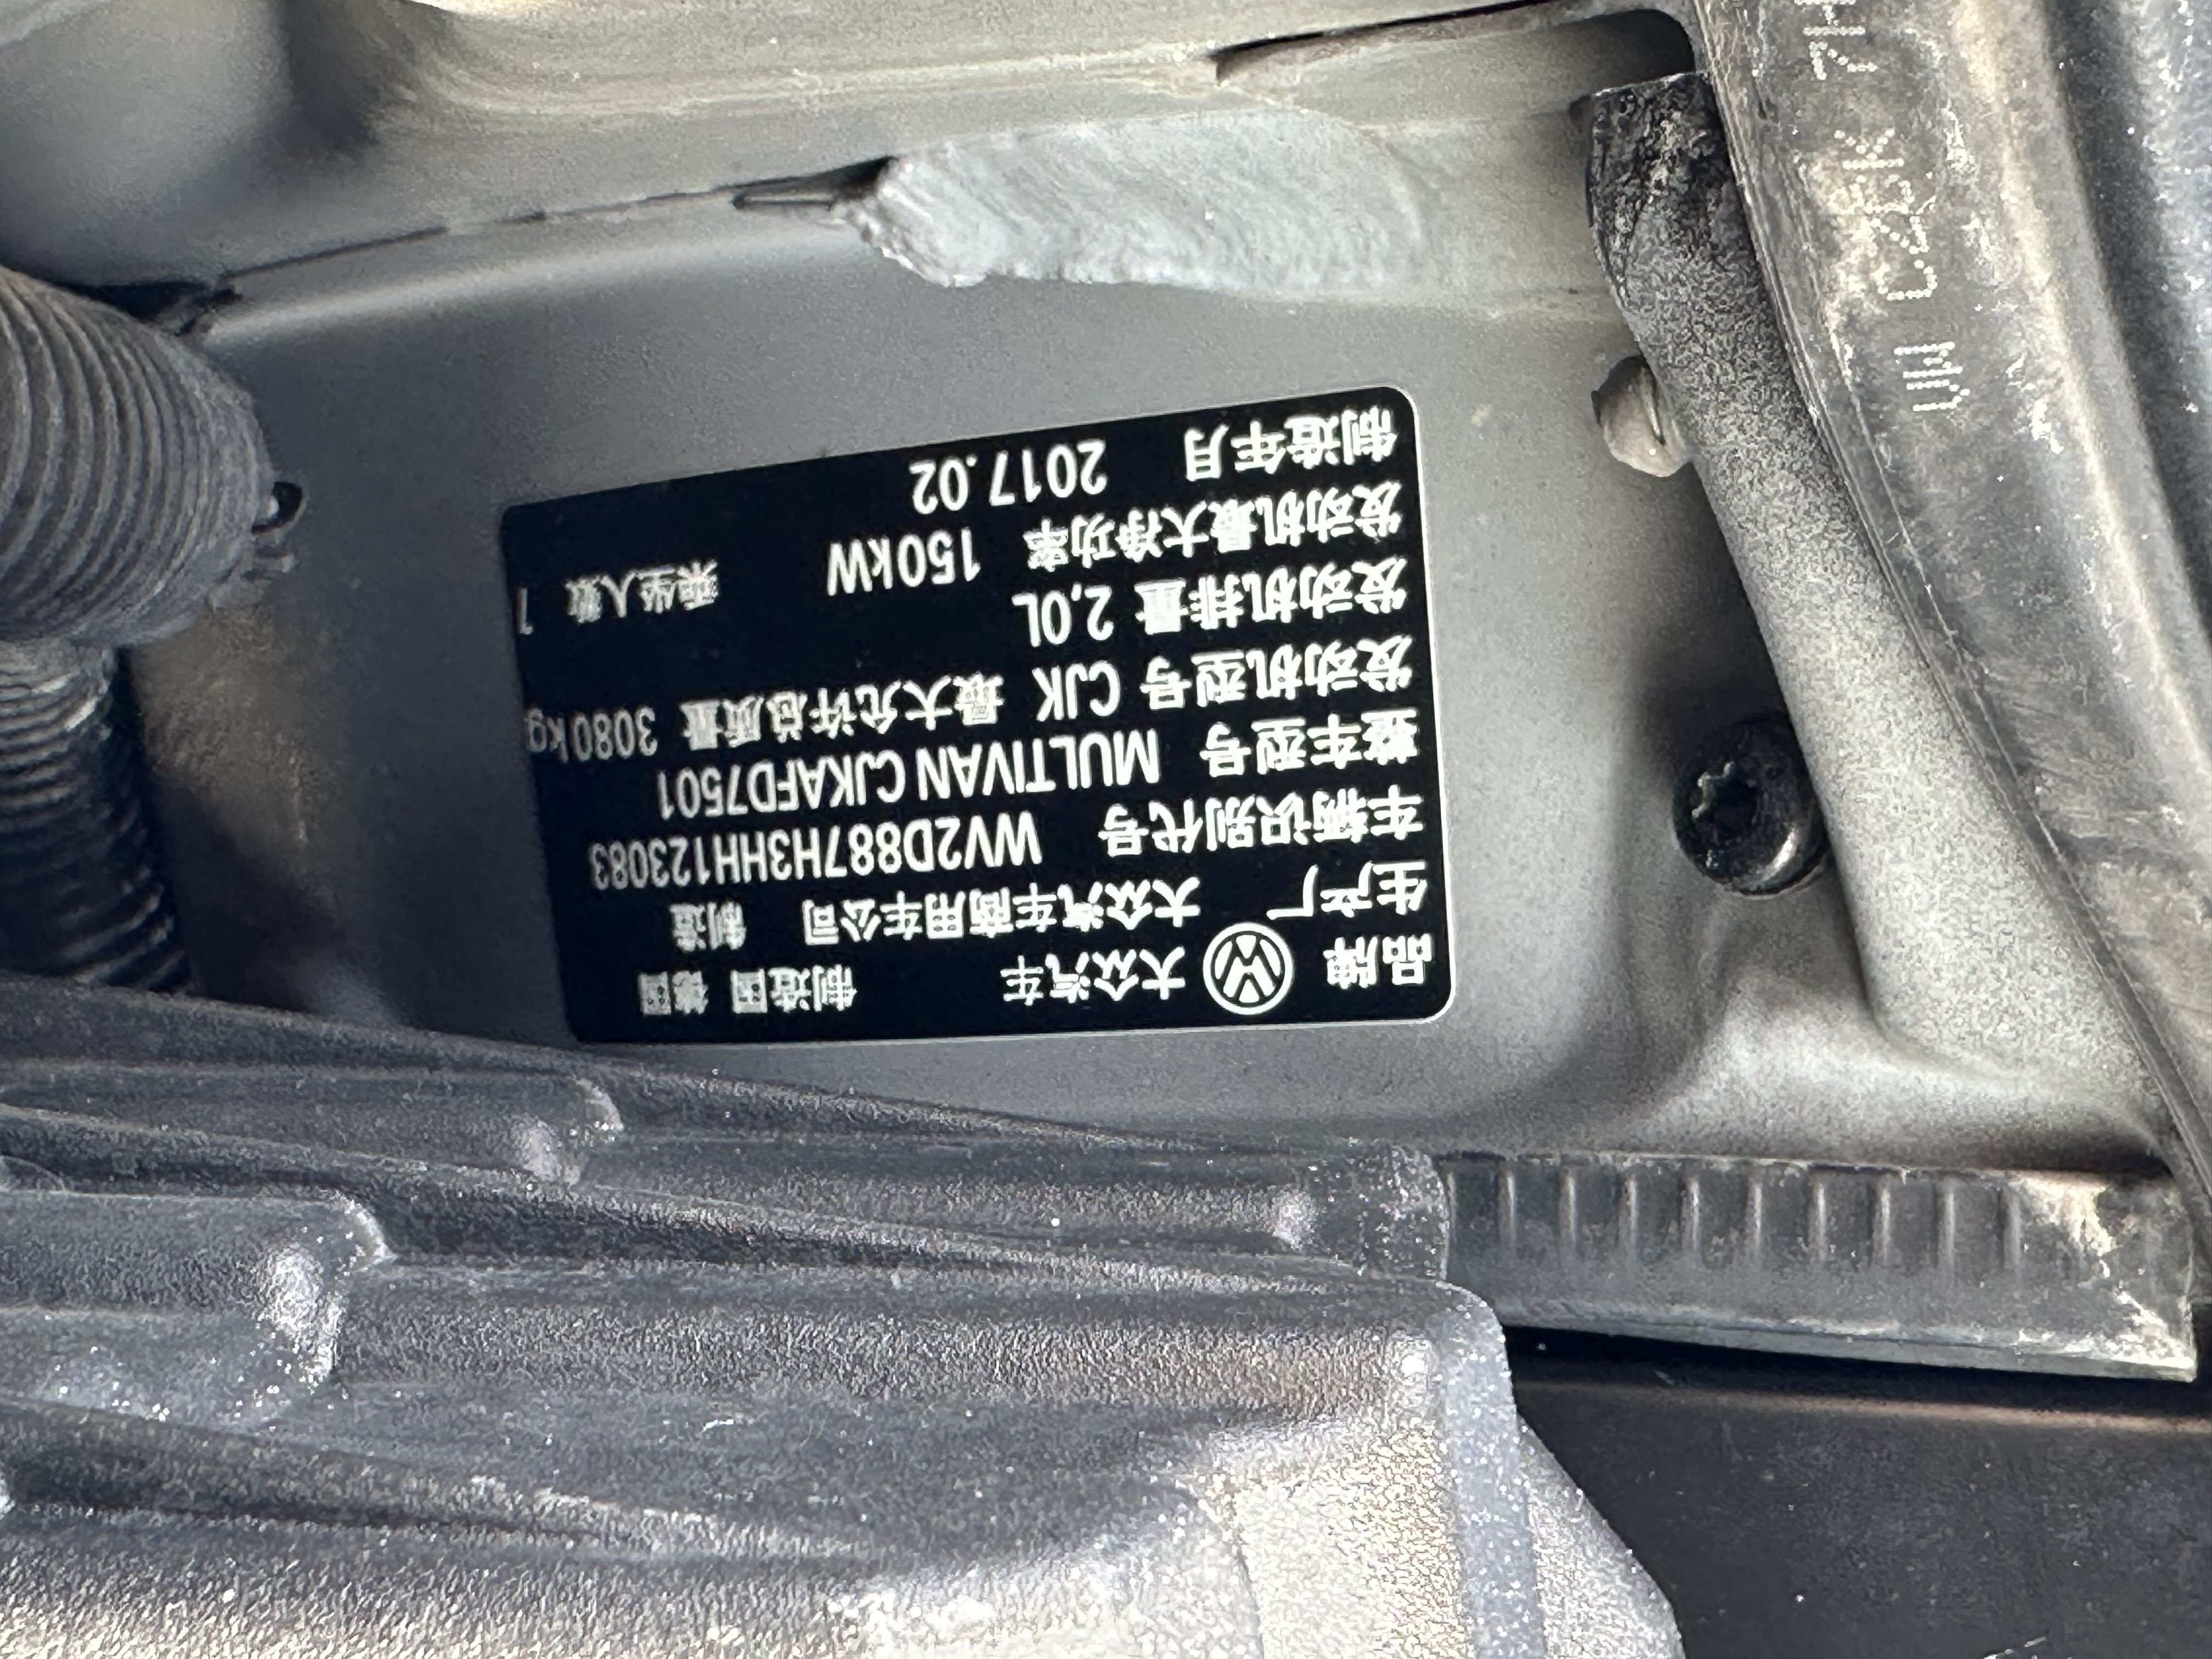 品牌 大众汽车 制造国 德国
生产厂 大众汽车商用车公司 制造
车辆识别代号 WV2D887H3HH123083
整车型号 MULTIVAN CJKAFD7501
发动机型号 CJK 最大允许总质量 3080kg
发动机排量 2.0L
发动机最大净功率 150kW 乘坐人数 7
制造年月 2017.02
VW CZEK 7H